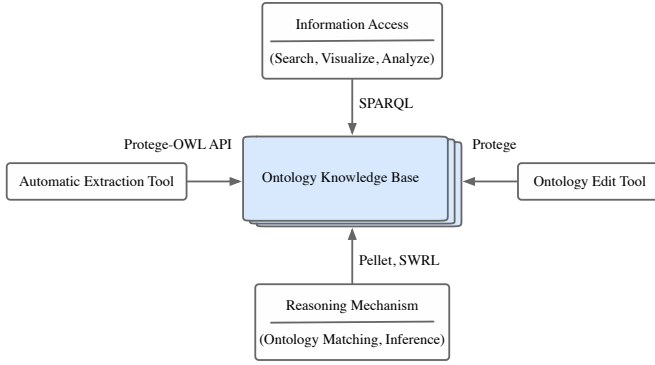 Information Access
(Search, Visualize, Analyze)
SPARQL
Protege-OWL API
Protege
Automatic Extraction Tool
Ontology Knowledge Base
Ontology Edit Tool
Pellet, SWRL
Reasoning Mechanism
(Ontology Matching, Inference)